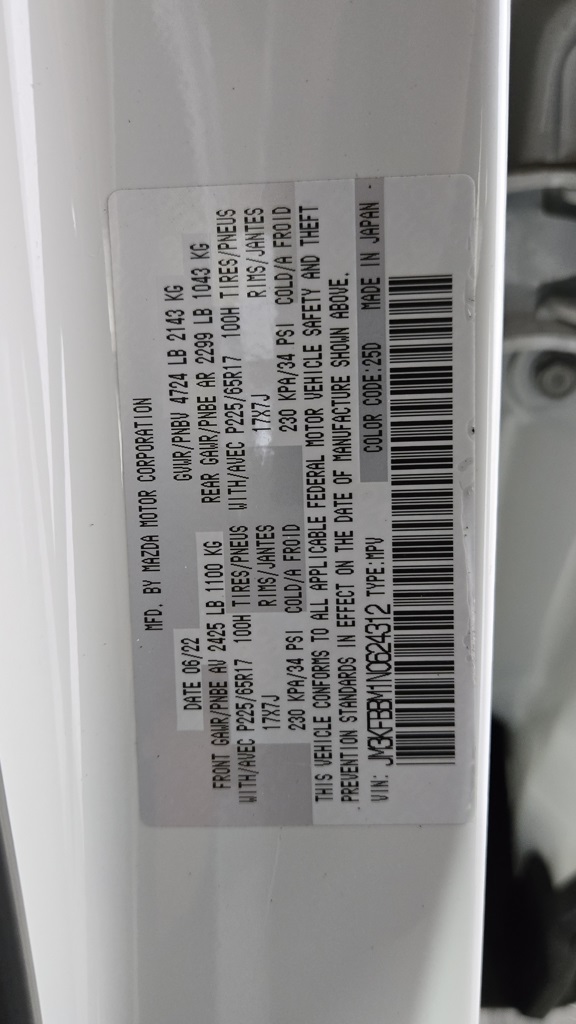 MFD. BY MAZDA MOTOR CORPORATION
DATE 06/22 GVWR/PNBV 4724 LB 2143 KG
FRONT GAWR/PNBE AV 2425 LB 1100 KG REAR GAWR/PNBE AR 2299 LB 1043 KG
WITH/AVEC P225/65R17 100H TIRES/PNEUS WITH/AVEC P225/65R17 100H TIRES/PNEUS
17X7J RIMS/JANTES 17X7J RIMS/JANTES
230 KPA/34 PSI COLD/A FROID 230 KPA/34 PSI COLD/A FROID
THIS VEHICLE CONFORMS TO ALL APPLICABLE FEDERAL MOTOR VEHICLE SAFETY AND THEFT
PREVENTION STANDARDS IN EFFECT ON THE DATE OF MANUFACTURE SHOWN ABOVE.
VIN: JM3KFBBM1N0624312 TYPE:MPV COLOR CODE:25D MADE IN JAPAN